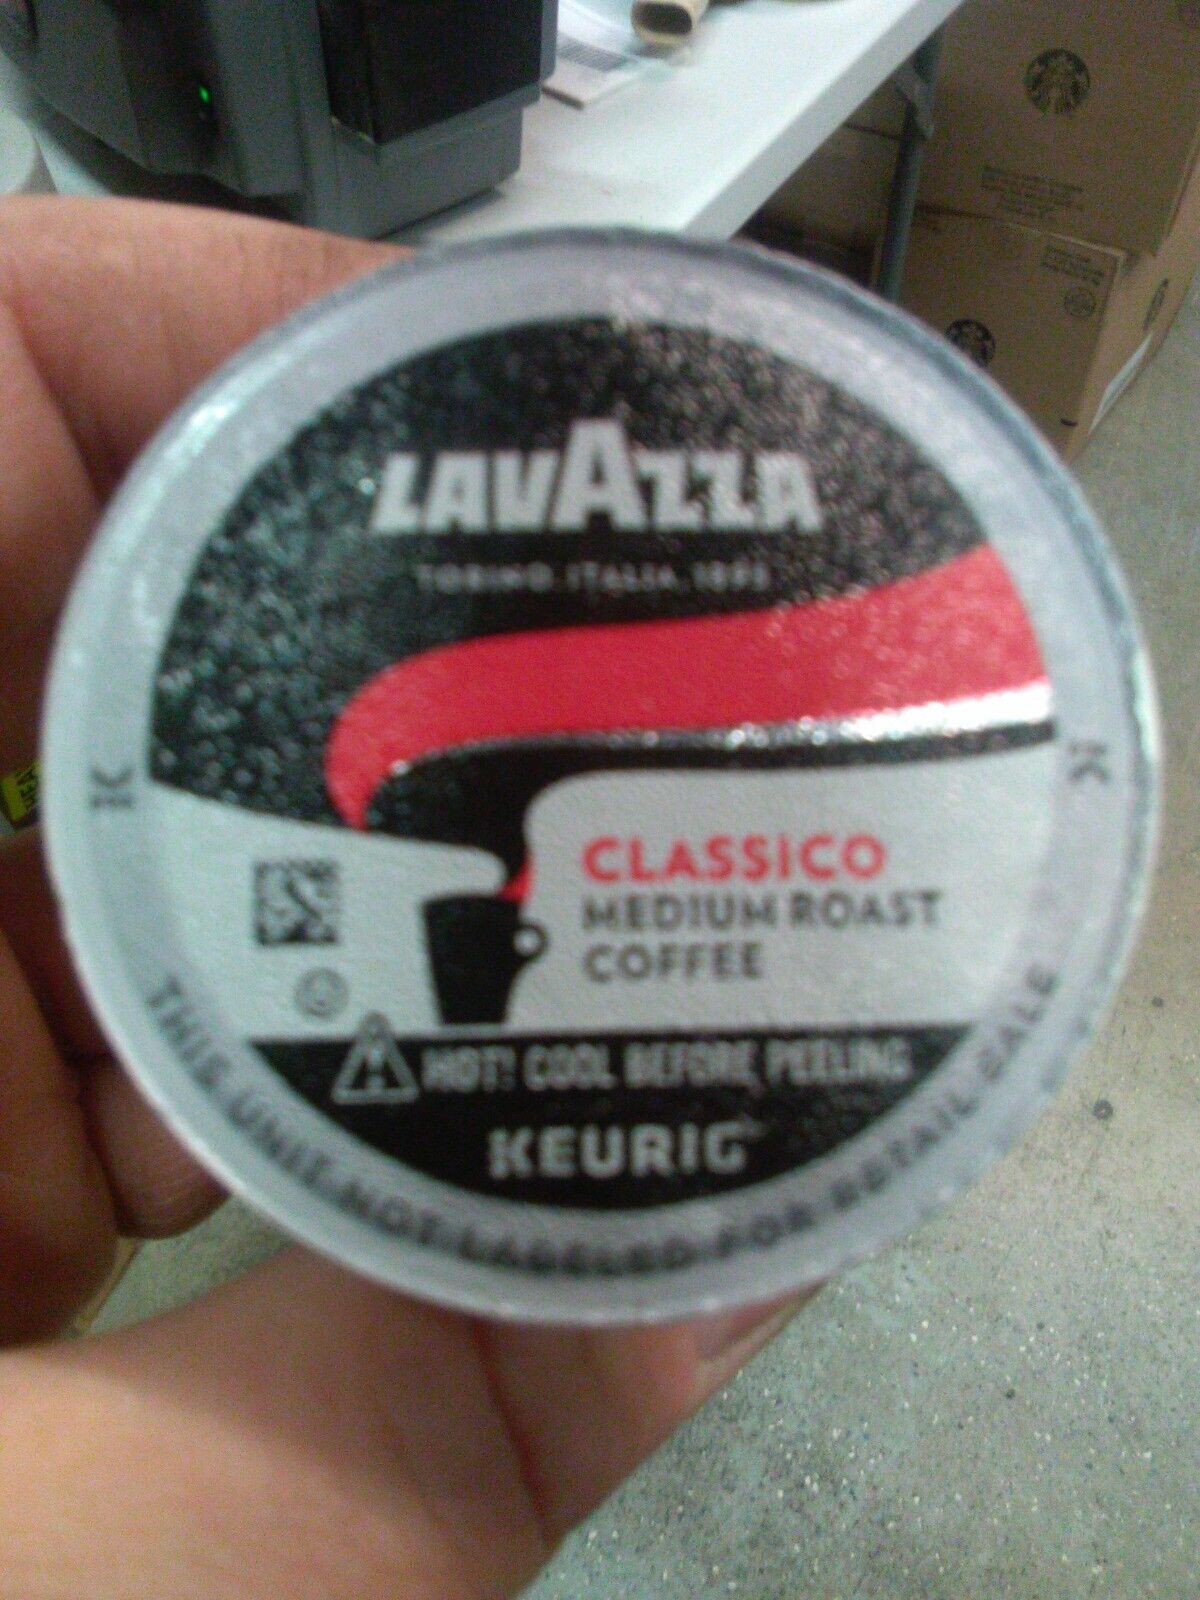 LAVAZZA
TORINO, ITALIA, 1895
CLASSICO
MEDIUM ROAST
COFFEE
HOT! COOL BEFORE PEELING
KEURIG
THIS UNIT NOT LABELED FOR RETAIL SALE
K
K